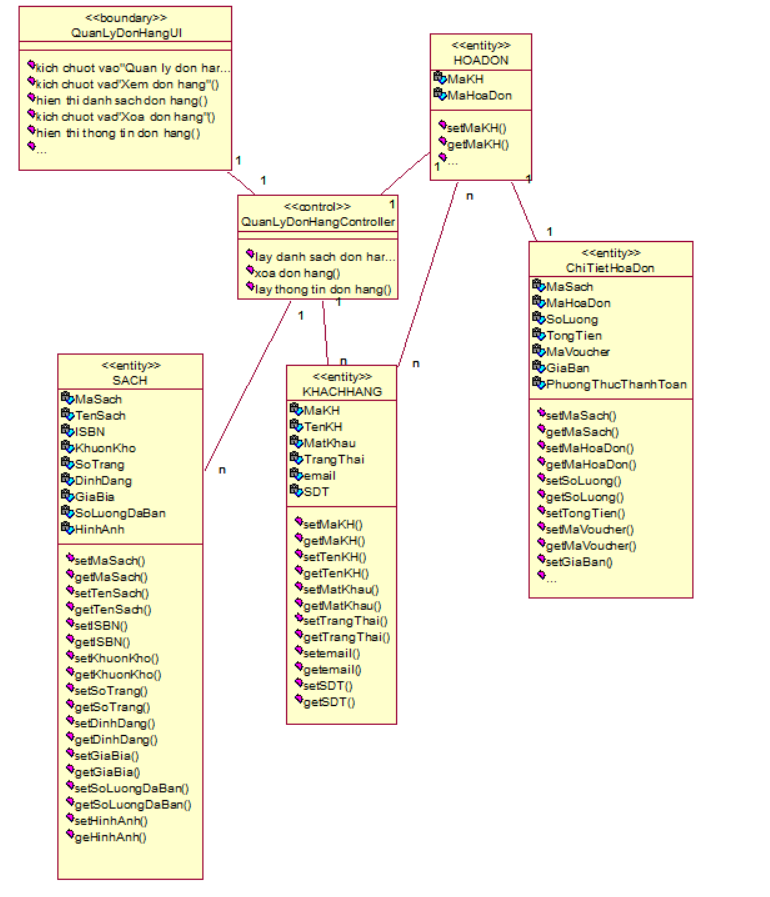 <<boundary>>
QuanLyDonHangUI
kich chuot vao"Quan ly don har...
kich chuot vao"Xem don hang"()
hien thi danh sach don hang()
kich chuot vao"Xoa don hang"()
hien thi thong tin don hang()
...
<<entity>>
HOADON
MaKH
MaHoaDon
setMaKH()
getMaKH()
...
1
1
1
1
n
1
1
<<control>>
QuanLyDonHangController
lay danh sach don har...
xoa don hang()
lay thong tin don hang()
1
1
n
n
n
<<entity>>
ChiTietHoaDon
MaSach
MaHoaDon
SoLuong
TongTien
MaVoucher
GiaBan
PhuongThucThanhToan
setMaSach()
getMaSach()
setMaHoaDon()
getMaHoaDon()
setSoLuong()
getSoLuong()
setTongTien()
setMaVoucher()
getMaVoucher()
setGiaBan()
...
<<entity>>
SACH
MaSach
TenSach
ISBN
KhuonKho
SoTrang
DinhDang
GiaBia
SoLuongDaBan
HinhAnh
setMaSach()
getMaSach()
setTenSach()
getTenSach()
setISBN()
getISBN()
setKhuonKho()
getKhuonKho()
setSoTrang()
getSoTrang()
setDinhDang()
getDinhDang()
setGiaBia()
getGiaBia()
setSoLuongDaBan()
getSoLuongDaBan()
setHinhAnh()
geHinhAnh()
<<entity>>
KHACHHANG
MaKH
TenKH
MatKhau
TrangThai
email
SDT
setMaKH()
getMaKH()
setTenKH()
getTenKH()
setMatKhau()
getMatKhau()
setTrangThai()
getTrangThai()
setemail()
getemail()
setSDT()
getSDT()